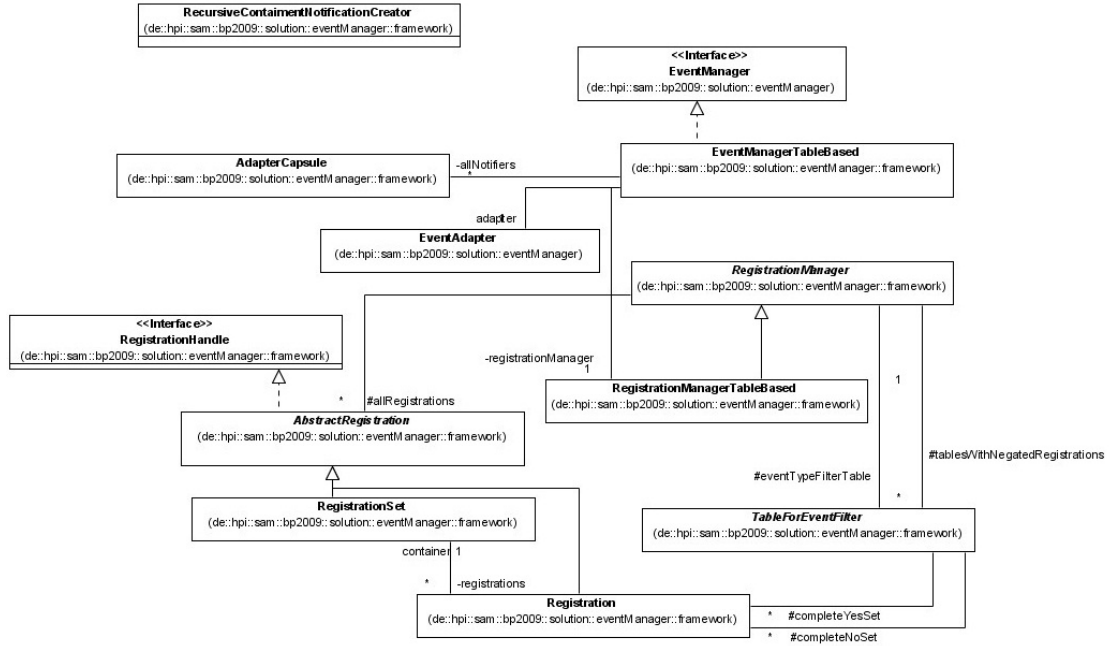 RecursiveContaimentNotificationCreator
(de::hpi::sam::bp2009::solution::eventManager::framework)
<<Interface>>
EventManager
(de::hpi::sam::bp2009::solution::eventManager)
EventManagerTableBased
(de::hpi::sam::bp2009::solution::eventManager::framework)
AdapterCapsule
(de::hpi::sam::bp2009::solution::eventManager::framework)
-allNotifiers
*
adapter
EventAdapter
(de::hpi::sam::bp2009::solution::eventManager)
RegistrationManager
(de::hpi::sam::bp2009::solution::eventManager::framework)
<<Interface>>
RegistrationHandle
(de::hpi::sam::bp2009::solution::eventManager::framework)
-registrationManager
1
RegistrationManagerTableBased
(de::hpi::sam::bp2009::solution::eventManager::framework)
1
* #allRegistrations
AbstractRegistration
(de::hpi::sam::bp2009::solution::eventManager::framework)
#tablesWithNegatedRegistrations
#eventTypeFilterTable
*
RegistrationSet
(de::hpi::sam::bp2009::solution::eventManager::framework)
TableForEventFilter
(de::hpi::sam::bp2009::solution::eventManager::framework)
container 1
* -registrations
Registration
(de::hpi::sam::bp2009::solution::eventManager::framework)
* #completeYesSet
* #completeNoSet